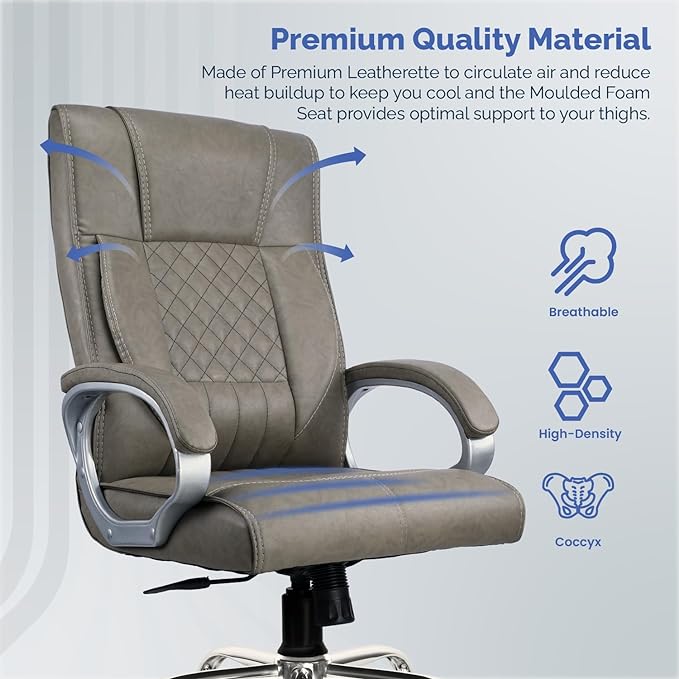 Premium Quality Material
Made of Premium Leatherette to circulate air and reduce
heat buildup to keep you cool and the Moulded Foam
Seat provides optimal support to your thighs.
Breathable
High-Density
Coccyx